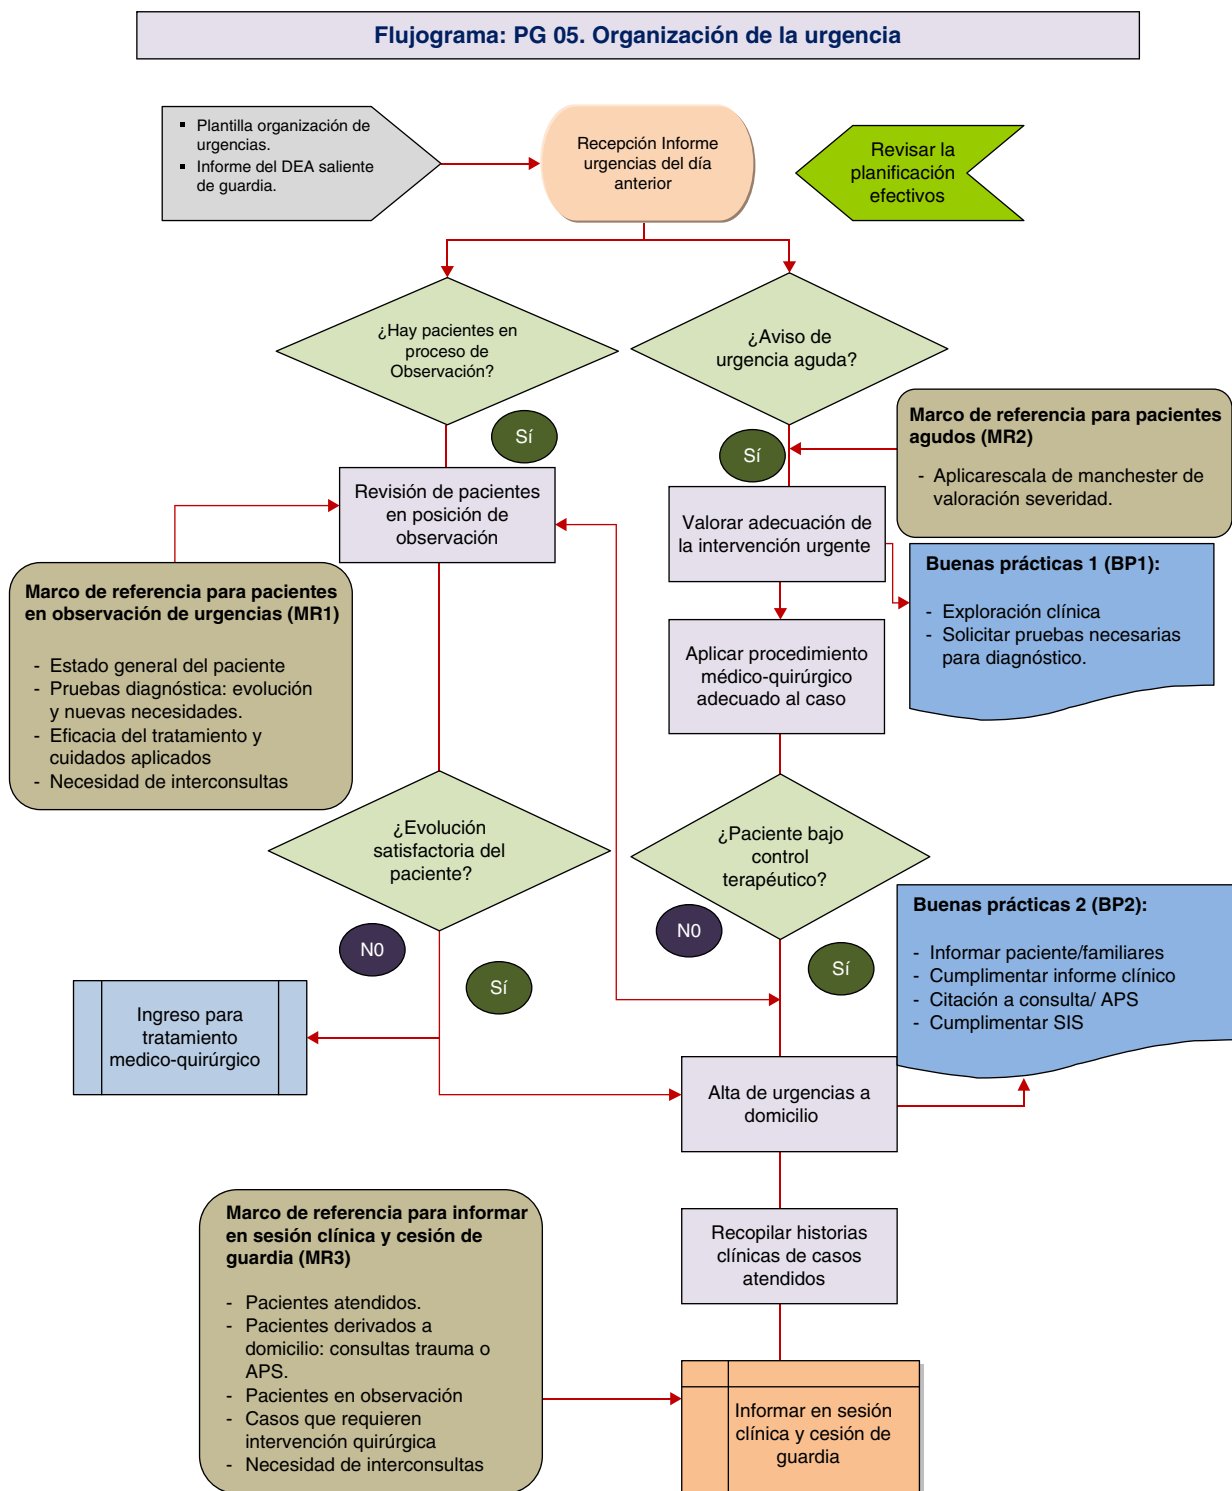 Flujograma: PG 05. Organización de la urgencia
▪ Plantilla organización de
urgencias.
▪ Informe del DEA saliente
de guardia.
Recepción Informe
urgencias del día
anterior
Revisar la
planificación
efectivos
¿Hay pacientes en
proceso de
Observación?
¿Aviso de
urgencia aguda?
Sí
Sí
Marco de referencia para pacientes
agudos (MR2)
- Aplicarescala de manchester de
valoración severidad.
Revisión de pacientes
en posición de
observación
Valorar adecuación de
la intervención urgente
Buenas prácticas 1 (BP1):
- Exploración clínica
- Solicitar pruebas necesarias
para diagnóstico.
Marco de referencia para pacientes
en observación de urgencias (MR1)
- Estado general del paciente
- Pruebas diagnóstica: evolución
y nuevas necesidades.
- Eficacia del tratamiento y
cuidados aplicados
- Necesidad de interconsultas
Aplicar procedimiento
médico-quirúrgico
adecuado al caso
¿Evolución
satisfactoria del
paciente?
¿Paciente bajo
control
terapéutico?
N0
Sí
N0
Sí
Buenas prácticas 2 (BP2):
- Informar paciente/familiares
- Cumplimentar informe clínico
- Citación a consulta/ APS
- Cumplimentar SIS
Ingreso para
tratamiento
medico-quirúrgico
Alta de urgencias a
domicilio
Marco de referencia para informar
en sesión clínica y cesión de
guardia (MR3)
- Pacientes atendidos.
- Pacientes derivados a
domicilio: consultas trauma o
APS.
- Pacientes en observación
- Casos que requieren
intervención quirúrgica
- Necesidad de interconsultas
Recopilar historias
clínicas de casos
atendidos
Informar en sesión
clínica y cesión de
guardia